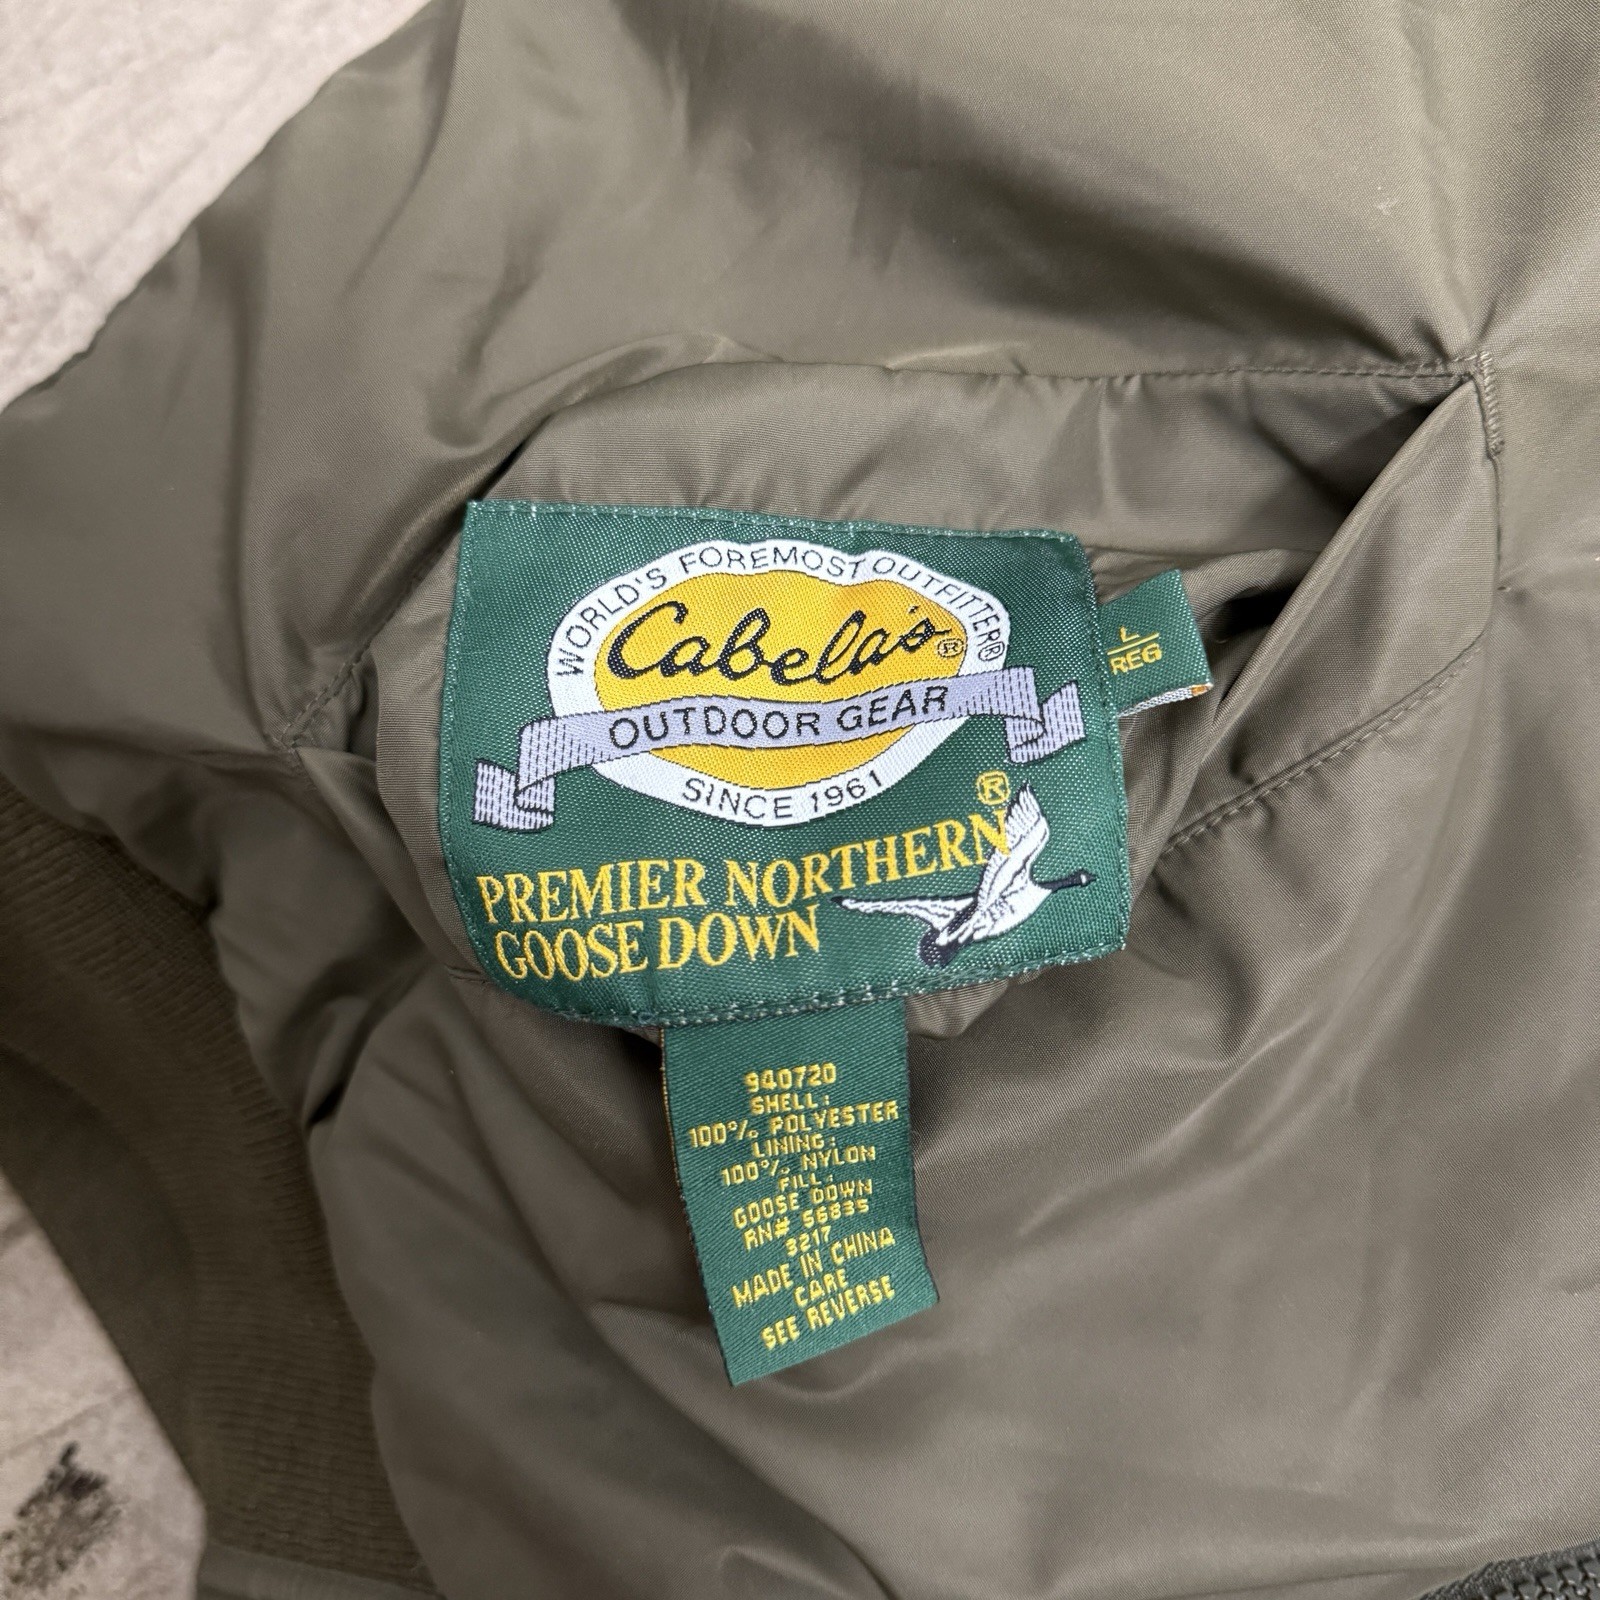 WORLD'S FOREMOST OUTFITTER®
Cabela's®
OUTDOOR GEAR
SINCE 1961
PREMIER NORTHERN®
GOOSE DOWN
L
REG
940720
SHELL:
100% POLYESTER
LINING:
100% NYLON
FILL:
GOOSE DOWN
RN# 56835
3217
MADE IN CHINA
CARE
SEE REVERSE